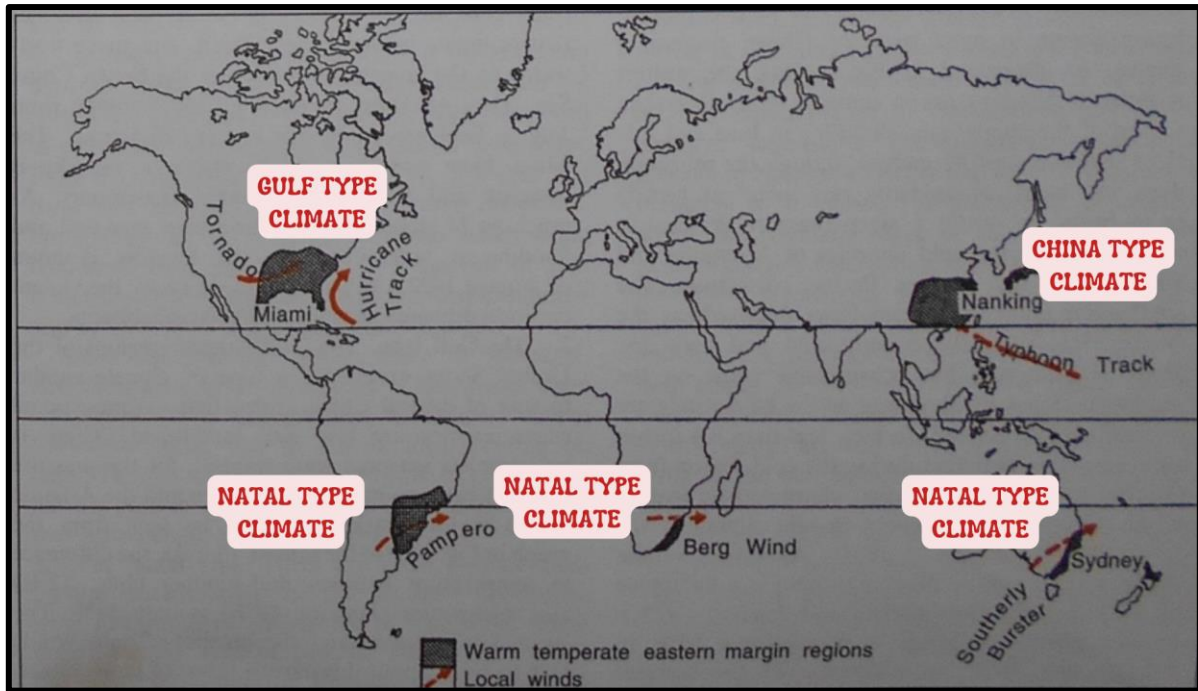 GULF TYPE
CLIMATE
Tornado
Hurricane
Track
Miami
CHINA TYPE
CLIMATE
Nanking
Typhoon Track
NATAL TYPE
CLIMATE
Pampero
NATAL TYPE
CLIMATE
Berg Wind
NATAL TYPE
CLIMATE
Sydney
Southerly
Burster
Warm temperate eastern margin regions
Local winds